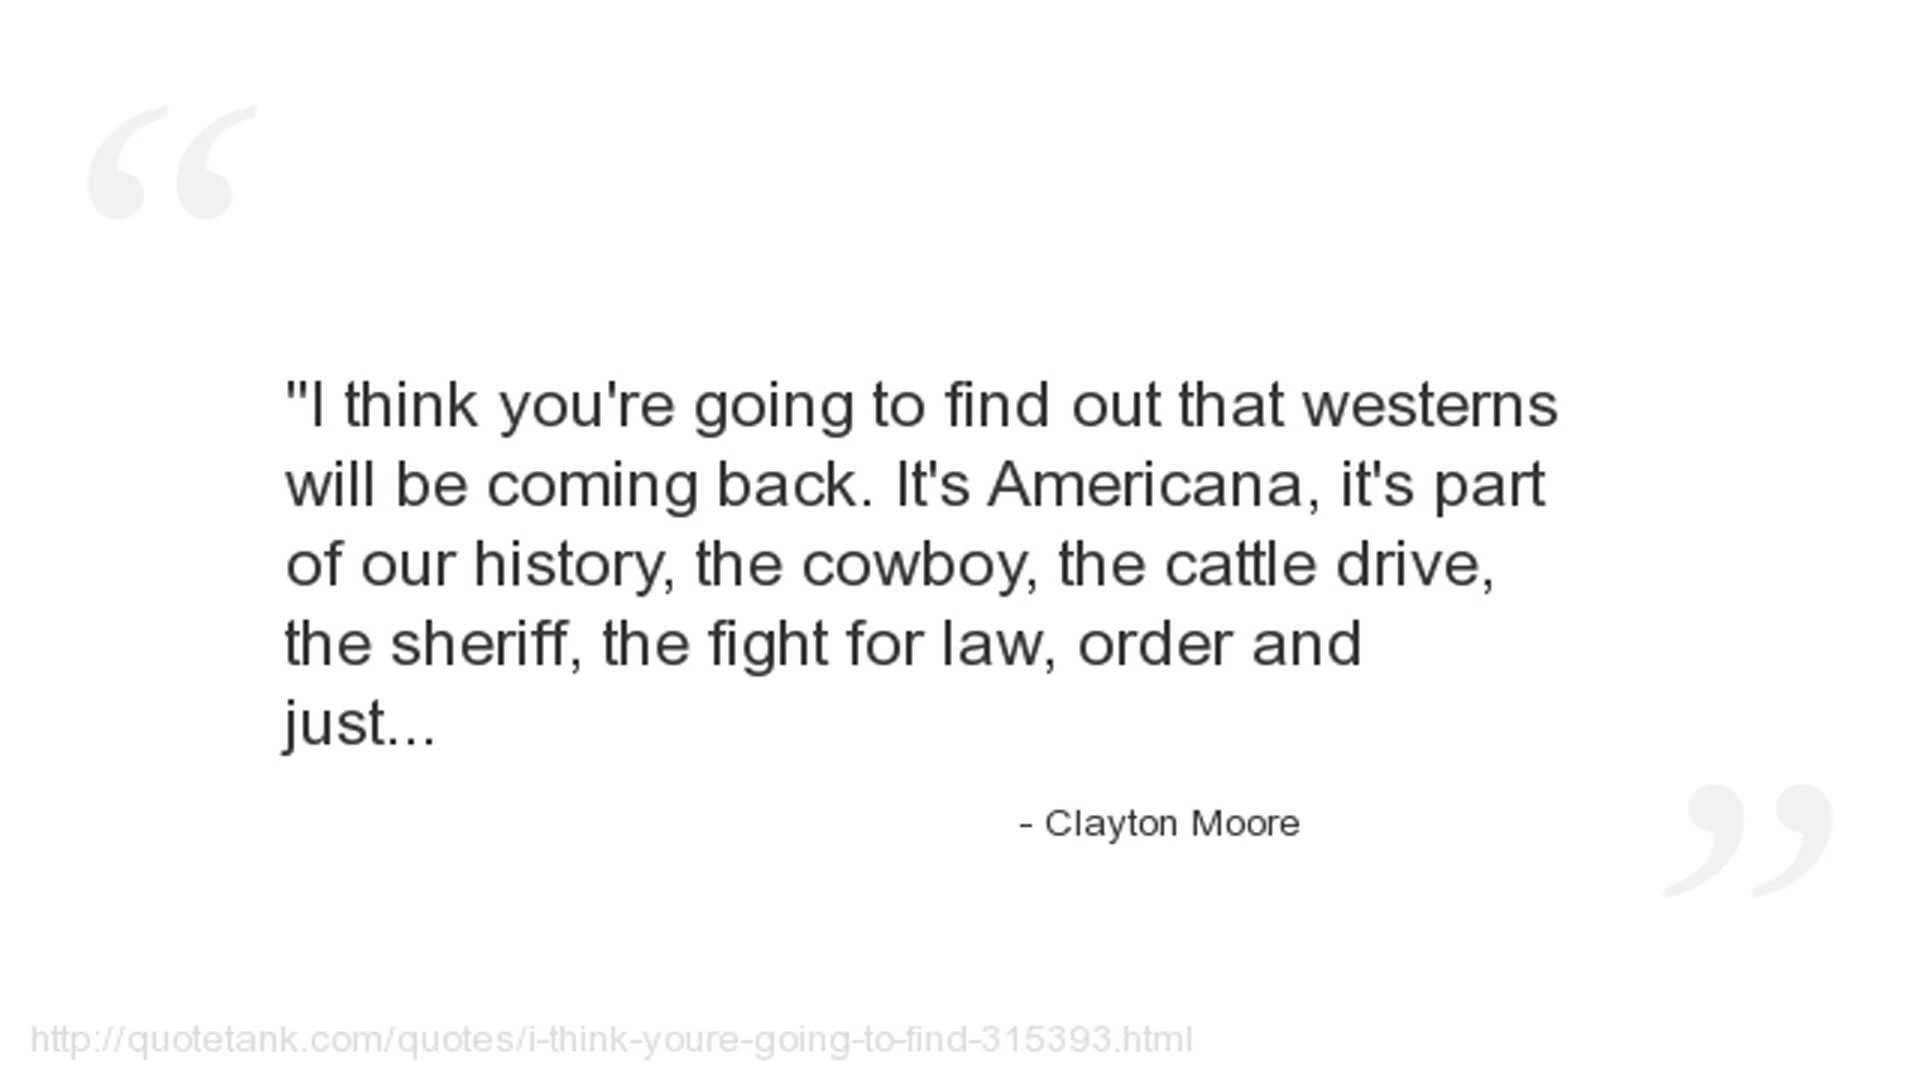 "I think you're going to find out that westerns
will be coming back. It's Americana, it's part
of our history, the cowboy, the cattle drive,
the sheriff, the fight for law, order and
just...
- Clayton Moore
http://quotetank.com/quotes/i-think-youre-going-to-find-315393.html